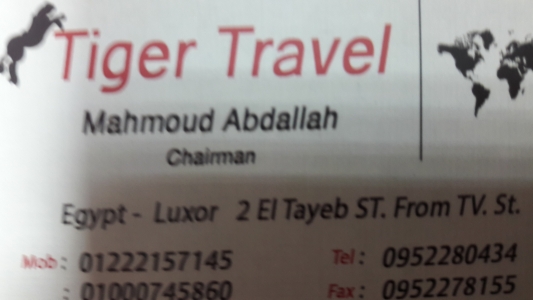 Tiger Travel
Mahmoud Abdallah
Chairman
Egypt - Luxor 2 El Tayeb ST. From TV. St.
Mob : 01222157145 Tel : 0952280434
: 01000745860 Fax : 0952278155